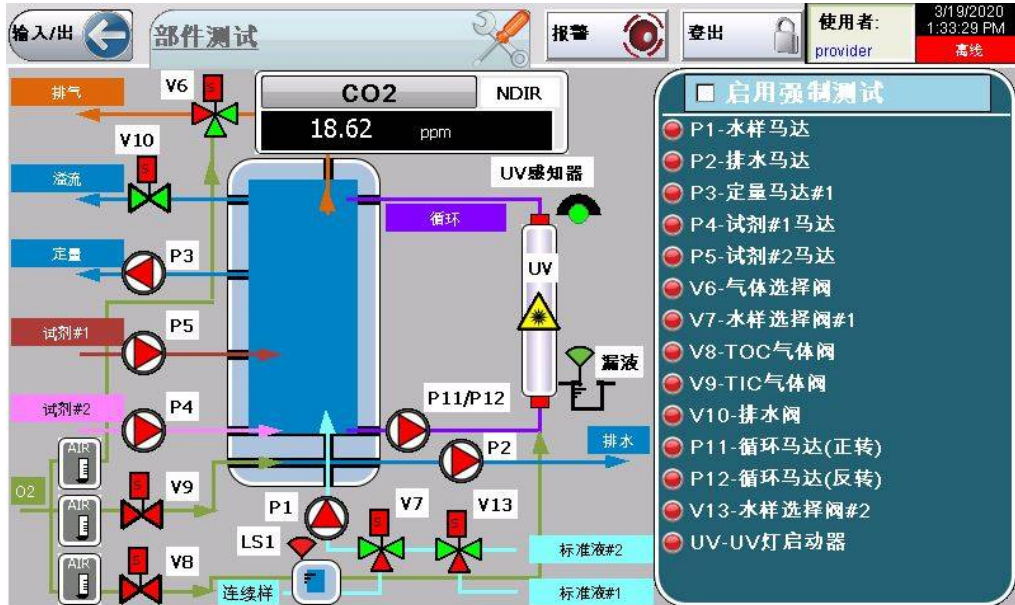 输入/出
部件测试
报警
登出
使用者:
provider
3/19/2020
1:33:29 PM
离线
排气
V6
CO2
NDIR
18.62 ppm
V10
溢流
UV感知器
循环
定量
P3
UV
试剂#1
P5
漏液
试剂#2
P4
P11/P12
排水
P2
AIR
O2
V9
AIR
P1
V7
V13
LS1
标准液#2
V8
AIR
连续样
标准液#1
启用强制测试
P1-水样马达
P2-排水马达
P3-定量马达#1
P4-试剂#1马达
P5-试剂#2马达
V6-气体选择阀
V7-水样选择阀#1
V8-TOC气体阀
V9-TIC气体阀
V10-排水阀
P11-循环马达(正转)
P12-循环马达(反转)
V13-水样选择阀#2
UV-UV灯启动器
S
S
S
S
S
S